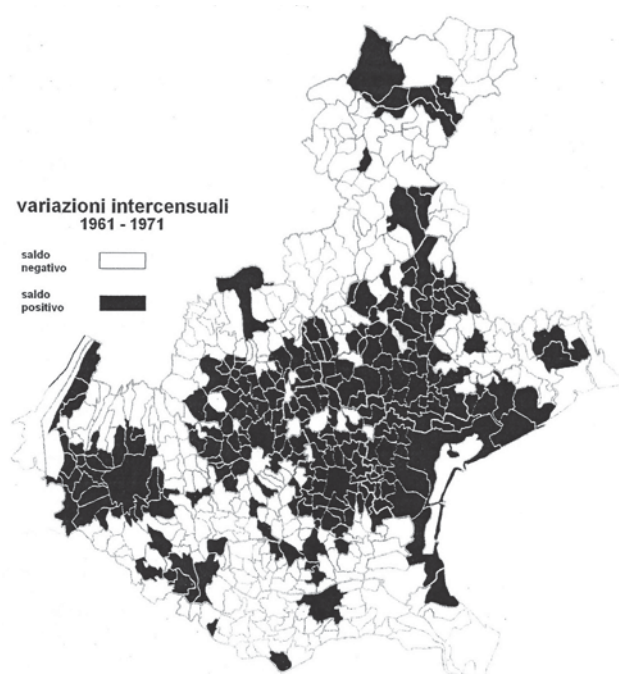 variazioni intercensuali
1961 - 1971
saldo
negativo
saldo
positivo